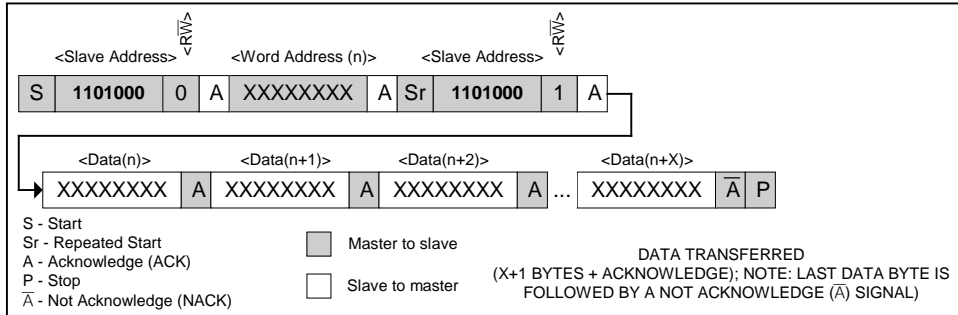 <RW̅> <RW̅>
<Slave Address> <Word Address (n)> <Slave Address>
S 1101000 0 A XXXXXXXX A Sr 1101000 1 A
<Data(n)> <Data(n+1)> <Data(n+2)> <Data(n+X)>
XXXXXXXX A XXXXXXXX A XXXXXXXX A ... XXXXXXXX A̅ P
S - Start
Sr - Repeated Start
A - Acknowledge (ACK)
P - Stop
A̅ - Not Acknowledge (NACK)
Master to slave
Slave to master
DATA TRANSFERRED
(X+1 BYTES + ACKNOWLEDGE); NOTE: LAST DATA BYTE IS
FOLLOWED BY A NOT ACKNOWLEDGE (A̅) SIGNAL)